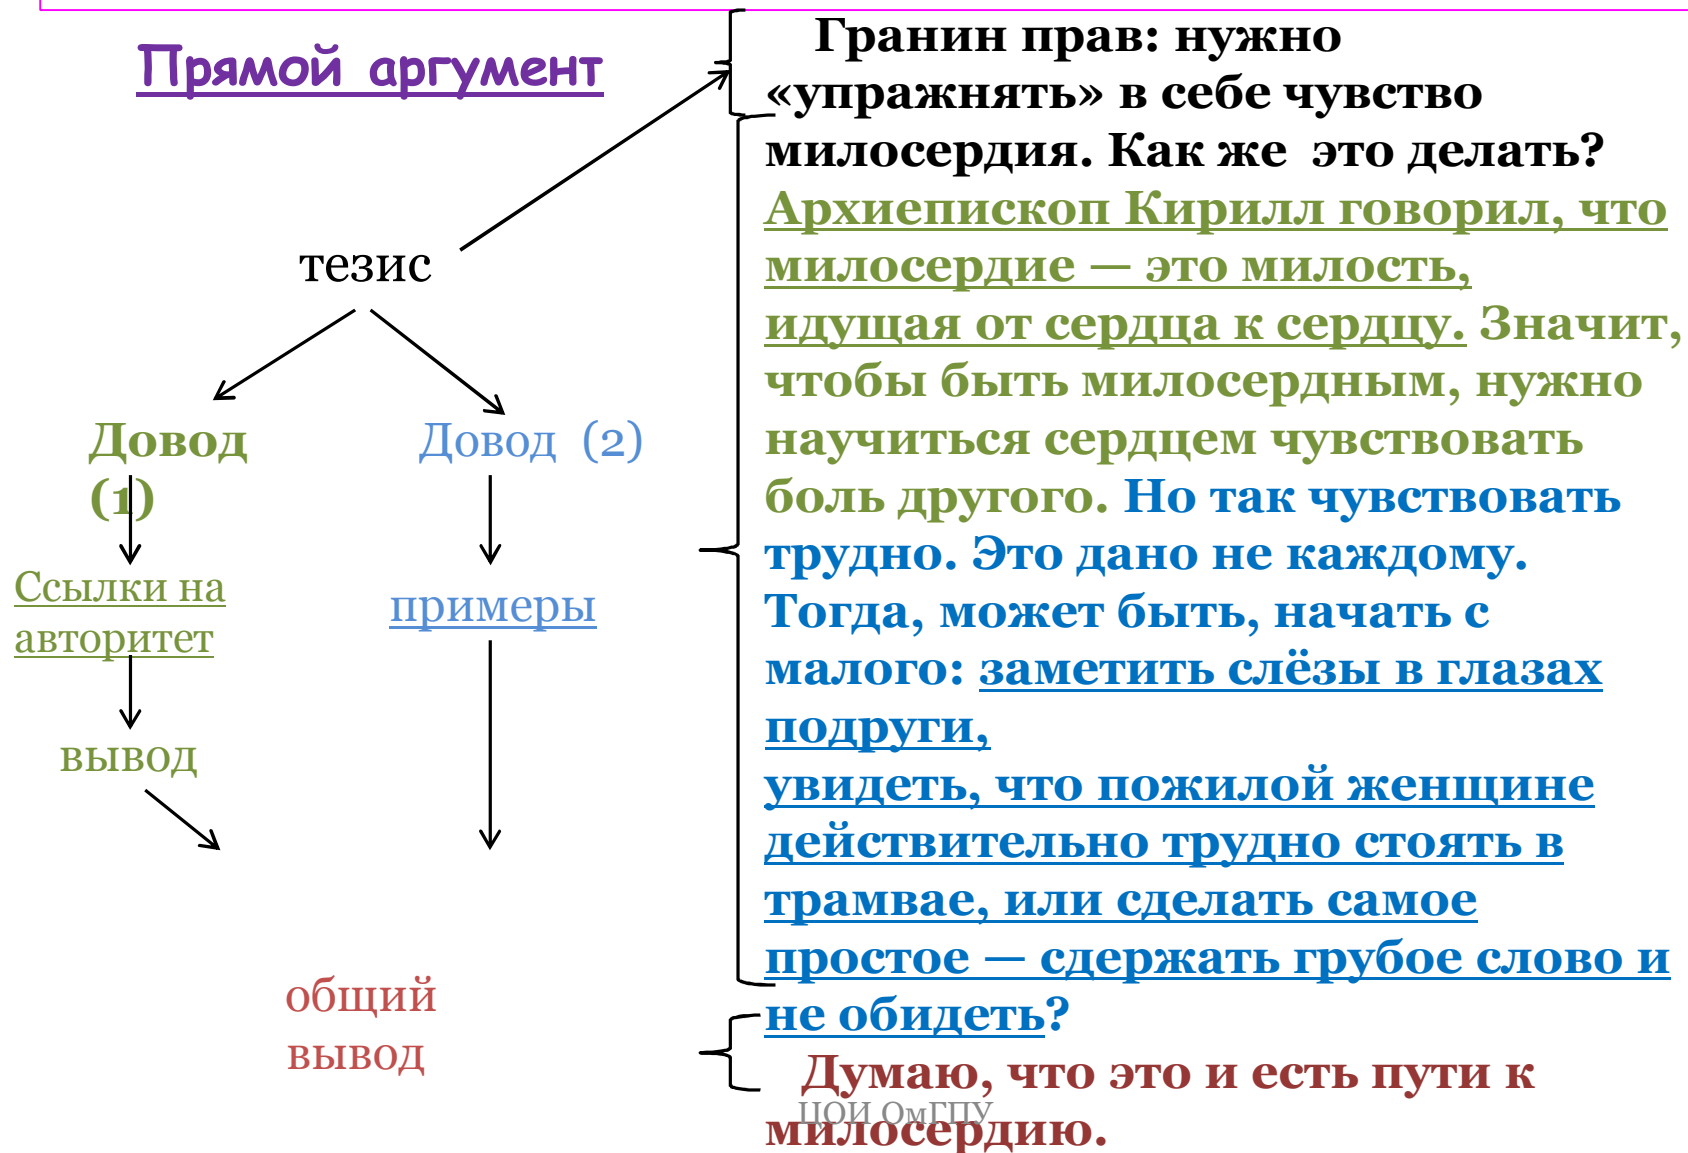 Прямой аргумент
тезис
Довод
(1)
Довод (2)
Ссылки на
авторитет
примеры
вывод
общий
вывод
Гранин прав: нужно
«упражнять» в себе чувство
милосердия. Как же это делать?
Архиепископ Кирилл говорил, что
милосердие — это милость,
идущая от сердца к сердцу. Значит,
чтобы быть милосердным, нужно
научиться сердцем чувствовать
боль другого. Но так чувствовать
трудно. Это дано не каждому.
Тогда, может быть, начать с
малого: заметить слёзы в глазах
подруги,
увидеть, что пожилой женщине
действительно трудно стоять в
трамвае, или сделать самое
простое — сдержать грубое слово и
не обидеть?
Думаю, что это и есть пути к
милосердию.
ЦОИ ОмГПУ